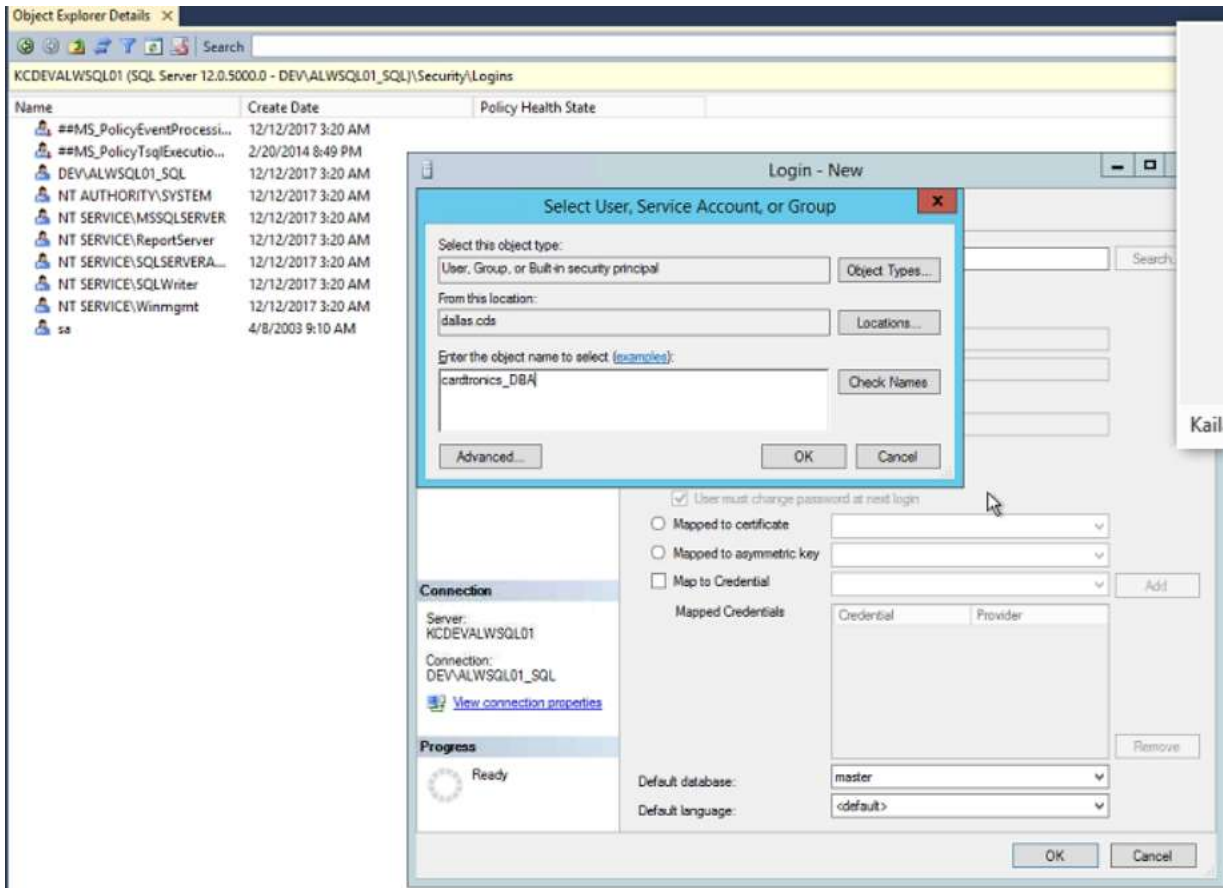 Object Explorer Details
Search
KCDEVALWSQL01 (SQL Server 12.0.5000.0 - DEV\ALWSQL01_SQL)\Security\Logins
Name Create Date Policy Health State
##MS_PolicyEventProcessi... 12/12/2017 3:20 AM
##MS_PolicyTsqlExecutio... 2/20/2014 8:49 PM
DEV\ALWSQL01_SQL 12/12/2017 3:20 AM
NT AUTHORITY\SYSTEM 12/12/2017 3:20 AM
NT SERVICE\MSSQLSERVER 12/12/2017 3:20 AM
NT SERVICE\ReportServer 12/12/2017 3:20 AM
NT SERVICE\SQLSERVERA... 12/12/2017 3:20 AM
NT SERVICE\SQLWriter 12/12/2017 3:20 AM
NT SERVICE\Winmgmt 12/12/2017 3:20 AM
sa 4/8/2003 9:10 AM
Login - New
Select User, Service Account, or Group
Select this object type:
User, Group, or Built-in security principal Object Types...
From this location:
dallas.cds Locations...
Enter the object name to select (examples):
cardtronics_DBA Check Names
Advanced... OK Cancel
Search
Kail
User must change password at next login
Mapped to certificate
Mapped to asymmetric key
Map to Credential Add
Mapped Credentials Credential Provider
Connection
Server:
KCDEVALWSQL01
Connection:
DEV\ALWSQL01_SQL
View connection properties
Progress
Ready
Remove
Default database: master
Default language: <default>
OK Cancel